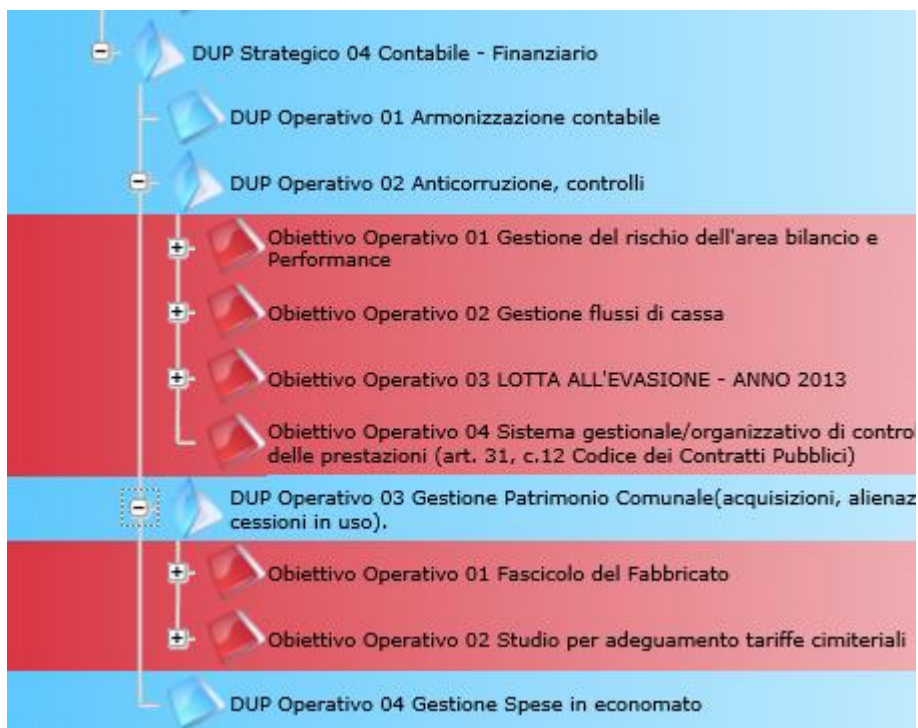 DUP Strategico 04 Contabile - Finanziario
DUP Operativo 01 Armonizzazione contabile
DUP Operativo 02 Anticorruzione, controlli
Obiettivo Operativo 01 Gestione del rischio dell'area bilancio e
Performance
Obiettivo Operativo 02 Gestione flussi di cassa
Obiettivo Operativo 03 LOTTA ALL'EVASIONE - ANNO 2013
Obiettivo Operativo 04 Sistema gestionale/organizzativo di control
delle prestazioni (art. 31, c.12 Codice dei Contratti Pubblici)
DUP Operativo 03 Gestione Patrimonio Comunale(acquisizioni, alienaz
cessioni in uso).
Obiettivo Operativo 01 Fascicolo del Fabbricato
Obiettivo Operativo 02 Studio per adeguamento tariffe cimiteriali
DUP Operativo 04 Gestione Spese in economato